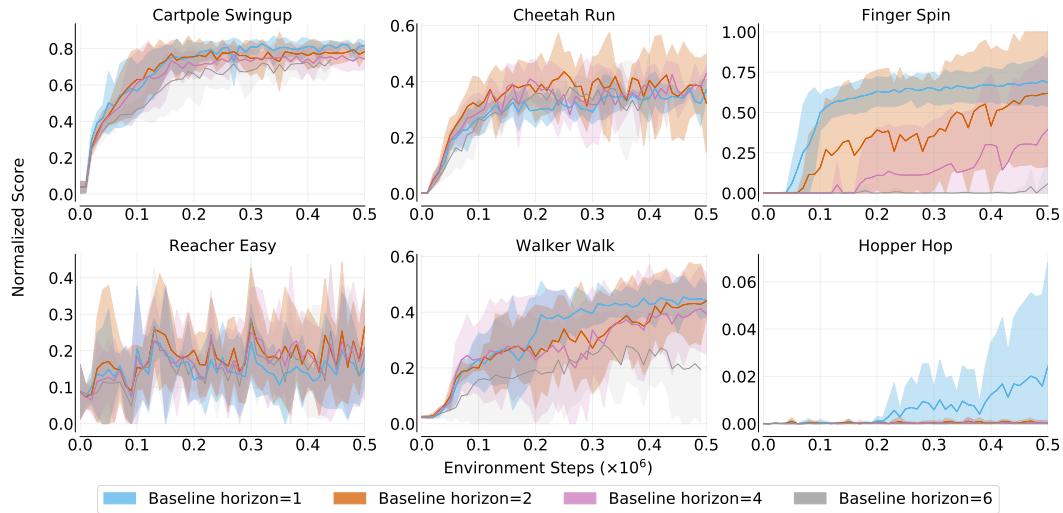 Cartpole Swingup
Cheetah Run
Finger Spin
0.8
0.6
0.4
0.2
0.0
0.0 0.1 0.2 0.3 0.4 0.5
0.6
0.4
0.2
0.0
0.0 0.1 0.2 0.3 0.4 0.5
1.00
0.75
0.50
0.25
0.00
0.0 0.1 0.2 0.3 0.4 0.5
Normalized Score
Reacher Easy
Walker Walk
Hopper Hop
0.4
0.3
0.2
0.1
0.0
0.0 0.1 0.2 0.3 0.4 0.5
0.6
0.4
0.2
0.0
0.0 0.1 0.2 0.3 0.4 0.5
0.06
0.04
0.02
0.00
0.0 0.1 0.2 0.3 0.4 0.5
Environment Steps (×10⁶)
Baseline horizon=1 Baseline horizon=2 Baseline horizon=4 Baseline horizon=6